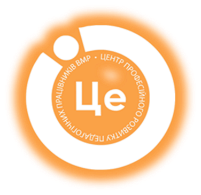 ЦЕНТР ПРОФЕСІЙНОГО РОЗВИТКУ ПЕДАГОГІЧНИХ ПРАЦІВНИКІВ ВМР •
Це